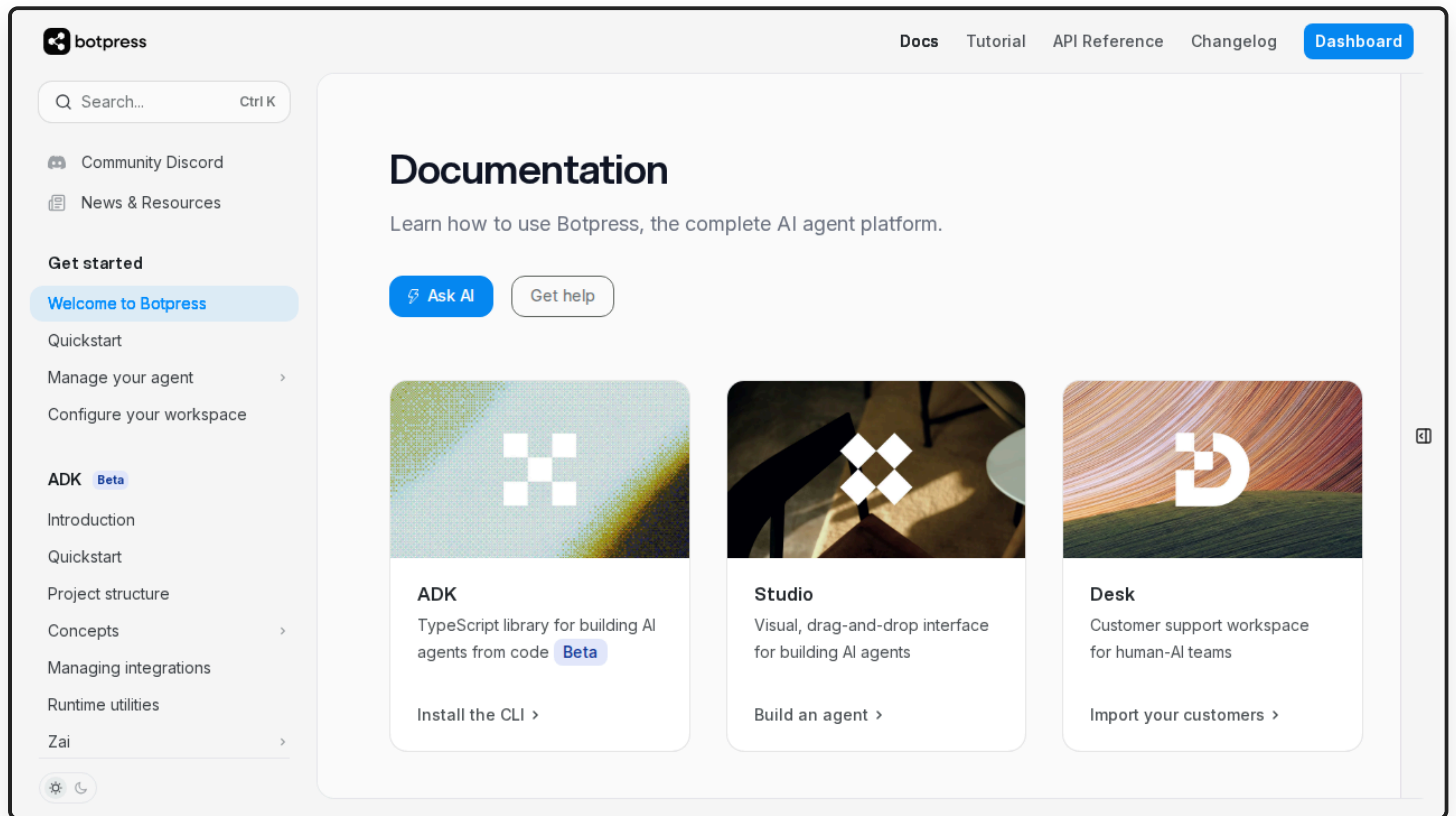 botpress
Docs
Tutorial
API Reference
Changelog
Dashboard
Search...
Ctrl K
Community Discord
News & Resources
Get started
Welcome to Botpress
Quickstart
Manage your agent
Configure your workspace
ADK Beta
Introduction
Quickstart
Project structure
Concepts
Managing integrations
Runtime utilities
Zai
Documentation
Learn how to use Botpress, the complete AI agent platform.
Ask AI
Get help
ADK
TypeScript library for building AI
agents from code Beta
Install the CLI
Studio
Visual, drag-and-drop interface
for building AI agents
Build an agent
Desk
Customer support workspace
for human-AI teams
Import your customers